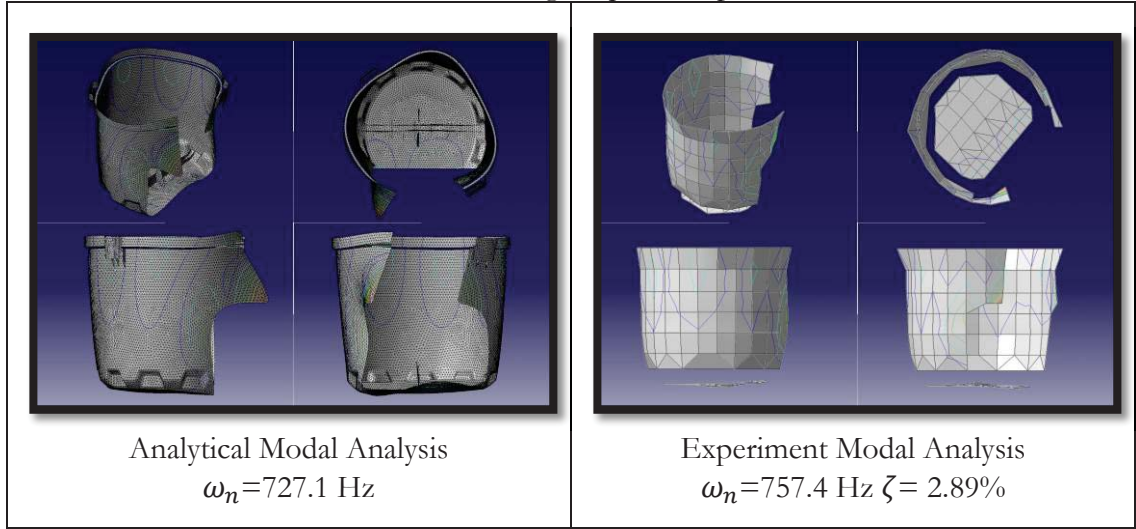 Analytical Modal Analysis
𝜔𝑛=727.1 Hz
Experiment Modal Analysis
𝜔𝑛=757.4 Hz 𝜁= 2.89%